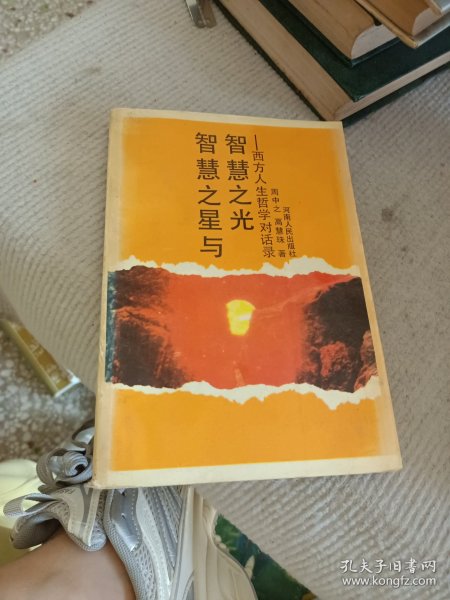 智慧之星与
智慧之光
——西方人生哲学对话录
周中之 高慧珠 著
河南人民出版社
孔夫子旧书网
www.kongfz.com